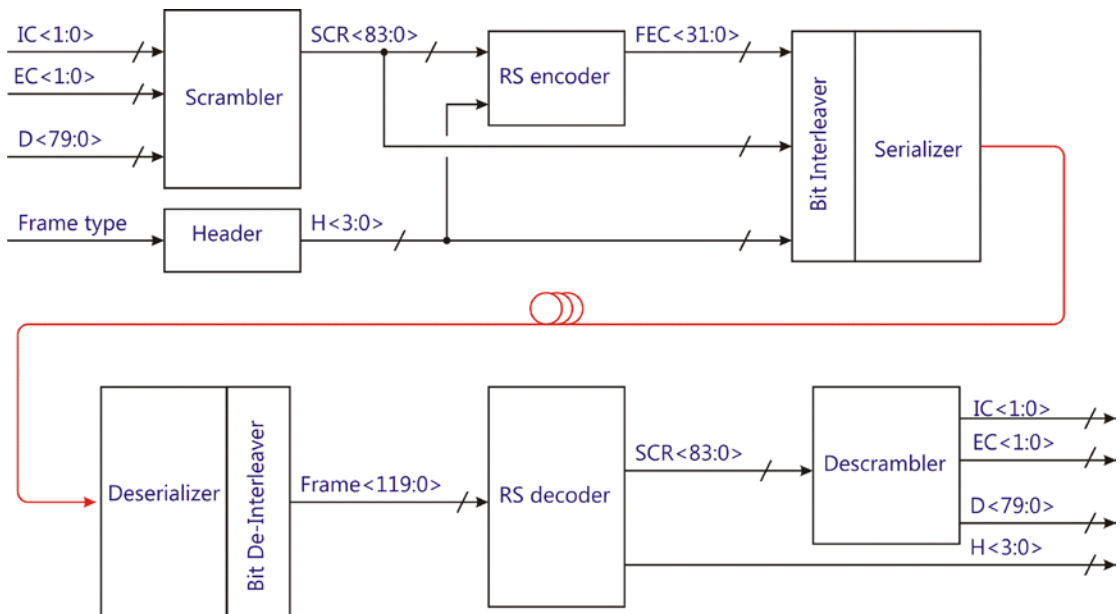 IC<1:0>
SCR<83:0>
FEC<31:0>
EC<1:0>
Scrambler
RS encoder
D<79:0>
Bit Interleaver
Serializer
Frame type
Header
H<3:0>
Deserializer
Bit De-Interleaver
Frame<119:0>
RS decoder
SCR<83:0>
Descrambler
IC<1:0>
EC<1:0>
D<79:0>
H<3:0>